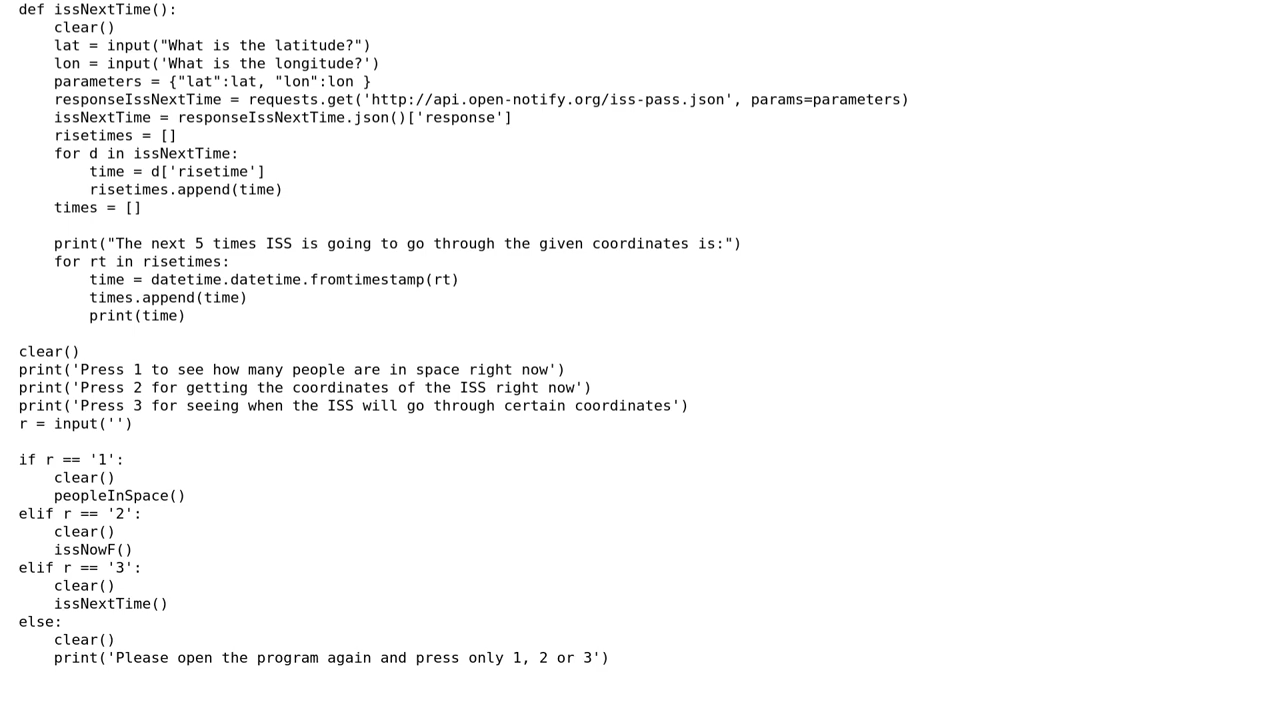 def issNextTime():
    clear()
    lat = input("What is the latitude?")
    lon = input('What is the longitude?')
    parameters = {"lat":lat, "lon":lon }
    responseIssNextTime = requests.get('http://api.open-notify.org/iss-pass.json', params=parameters)
    issNextTime = responseIssNextTime.json()['response']
    risetimes = []
    for d in issNextTime:
        time = d['risetime']
        risetimes.append(time)
    times = []

    print("The next 5 times ISS is going to go through the given coordinates is:")
    for rt in risetimes:
        time = datetime.datetime.fromtimestamp(rt)
        times.append(time)
        print(time)

clear()
print('Press 1 to see how many people are in space right now')
print('Press 2 for getting the coordinates of the ISS right now')
print('Press 3 for seeing when the ISS will go through certain coordinates')
r = input('')

if r == '1':
    clear()
    peopleInSpace()
elif r == '2':
    clear()
    issNowF()
elif r == '3':
    clear()
    issNextTime()
else:
    clear()
    print('Please open the program again and press only 1, 2 or 3')